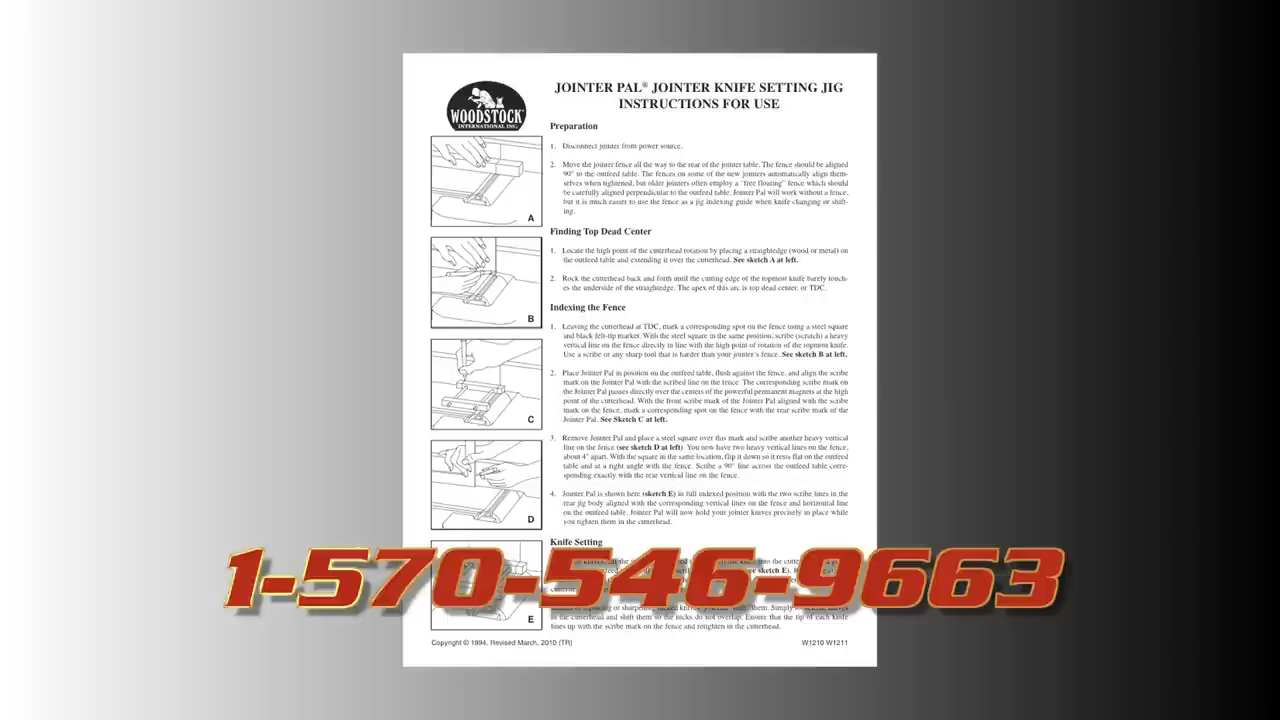 WOODSTOCK®
INTERNATIONAL INC.
JOINTER PAL® JOINTER KNIFE SETTING JIG
INSTRUCTIONS FOR USE
Preparation
1. Disconnect jointer from power source.
2. Move the jointer fence all the way to the rear of the jointer table. The fence should be aligned
90° to the outfeed table. The fences on some of the new jointers automatically align them-
selves when tightened, but older jointers often employ a "free floating" fence which should
be carefully aligned perpendicular to the outfeed table. Jointer Pal will work without a fence,
but it is much easier to use the fence as a jig indexing guide when knife changing or shift-
ing.
A
Finding Top Dead Center
1. Locate the high point of the cutterhead rotation by placing a straightedge (wood or metal) on
the outfeed table and extending it over the cutterhead. See sketch A at left.
2. Rock the cutterhead back and forth until the cutting edge of the topmost knife barely touch-
es the underside of the straightedge. The apex of this arc is top dead center, or TDC.
B
Indexing the Fence
1. Leaving the cutterhead at TDC, mark a corresponding spot on the fence using a steel square
and black felt-tip marker. With the steel square in the same position, scribe (scratch) a heavy
vertical line on the fence directly in line with the high point of rotation of the topmost knife.
Use a scribe or any sharp tool that is harder than your jointer's fence. See sketch B at left.
2. Place Jointer Pal in position on the outfeed table, flush against the fence, and align the scribe
mark on the Jointer Pal with the scribed line on the fence. The corresponding scribe mark on
the Jointer Pal passes directly over the centers of the powerful permanent magnets at the high
point of the cutterhead. With the front scribe mark of the Jointer Pal aligned with the scribe
mark on the fence, mark a corresponding spot on the fence with the rear scribe mark of the
Jointer Pal. See Sketch C at left.
C
3. Remove Jointer Pal and place a steel square over this mark and scribe another heavy vertical
line on the fence (see sketch D at left) You now have two heavy vertical lines on the fence,
about 4" apart. With the square in the same location, flip it down so it rests flat on the outfeed
table and at a right angle with the fence. Scribe a 90° line across the outfeed table corre-
sponding exactly with the rear vertical line on the fence.
4. Jointer Pal is shown here (sketch E) in full indexed position with the two scribe lines in the
rear jig body aligned with the corresponding vertical lines on the fence and horizontal line
on the outfeed table. Jointer Pal will now hold your jointer knives precisely in place while
you tighten them in the cutterhead.
D
Knife Setting
see sketch E).
1-570-546-9663
or sharpening them. Simply
in the cutterhead and shift them so the nicks do not overlap. Ensure that the tip of each knife
lines up with the scribe mark on the fence and retighten in the cutterhead.
E
Copyright © 1994, Revised March, 2010 (TR)
W1210 W1211